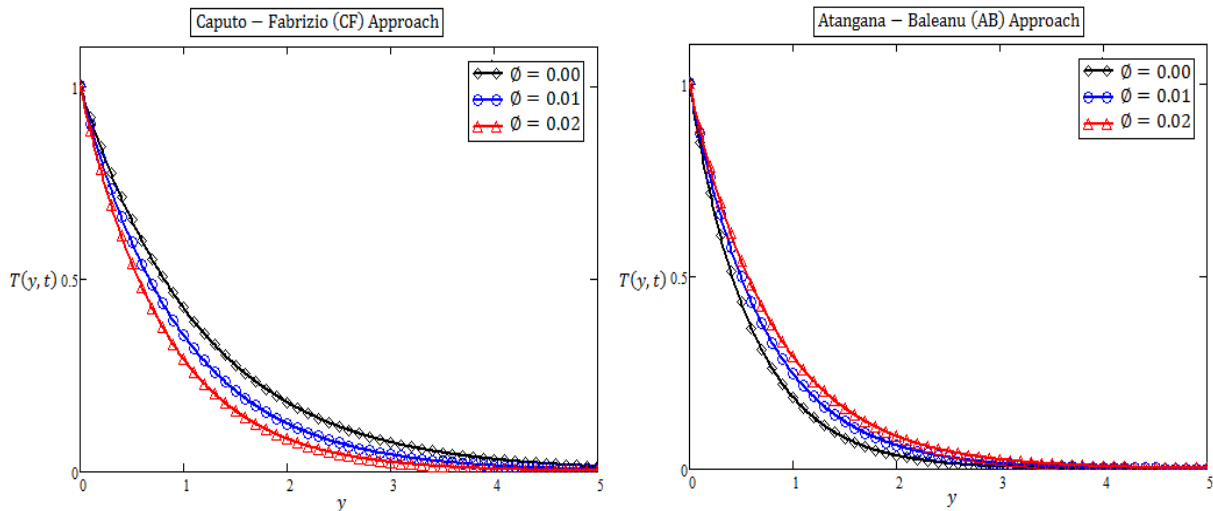 Caputo – Fabrizio (CF) Approach
∅ = 0.00
∅ = 0.01
∅ = 0.02
1
T(y, t) 0.5
0
0 1 2 3 4 5
y
Atangana – Baleanu (AB) Approach
∅ = 0.00
∅ = 0.01
∅ = 0.02
1
T(y, t) 0.5
0
0 1 2 3 4 5
y